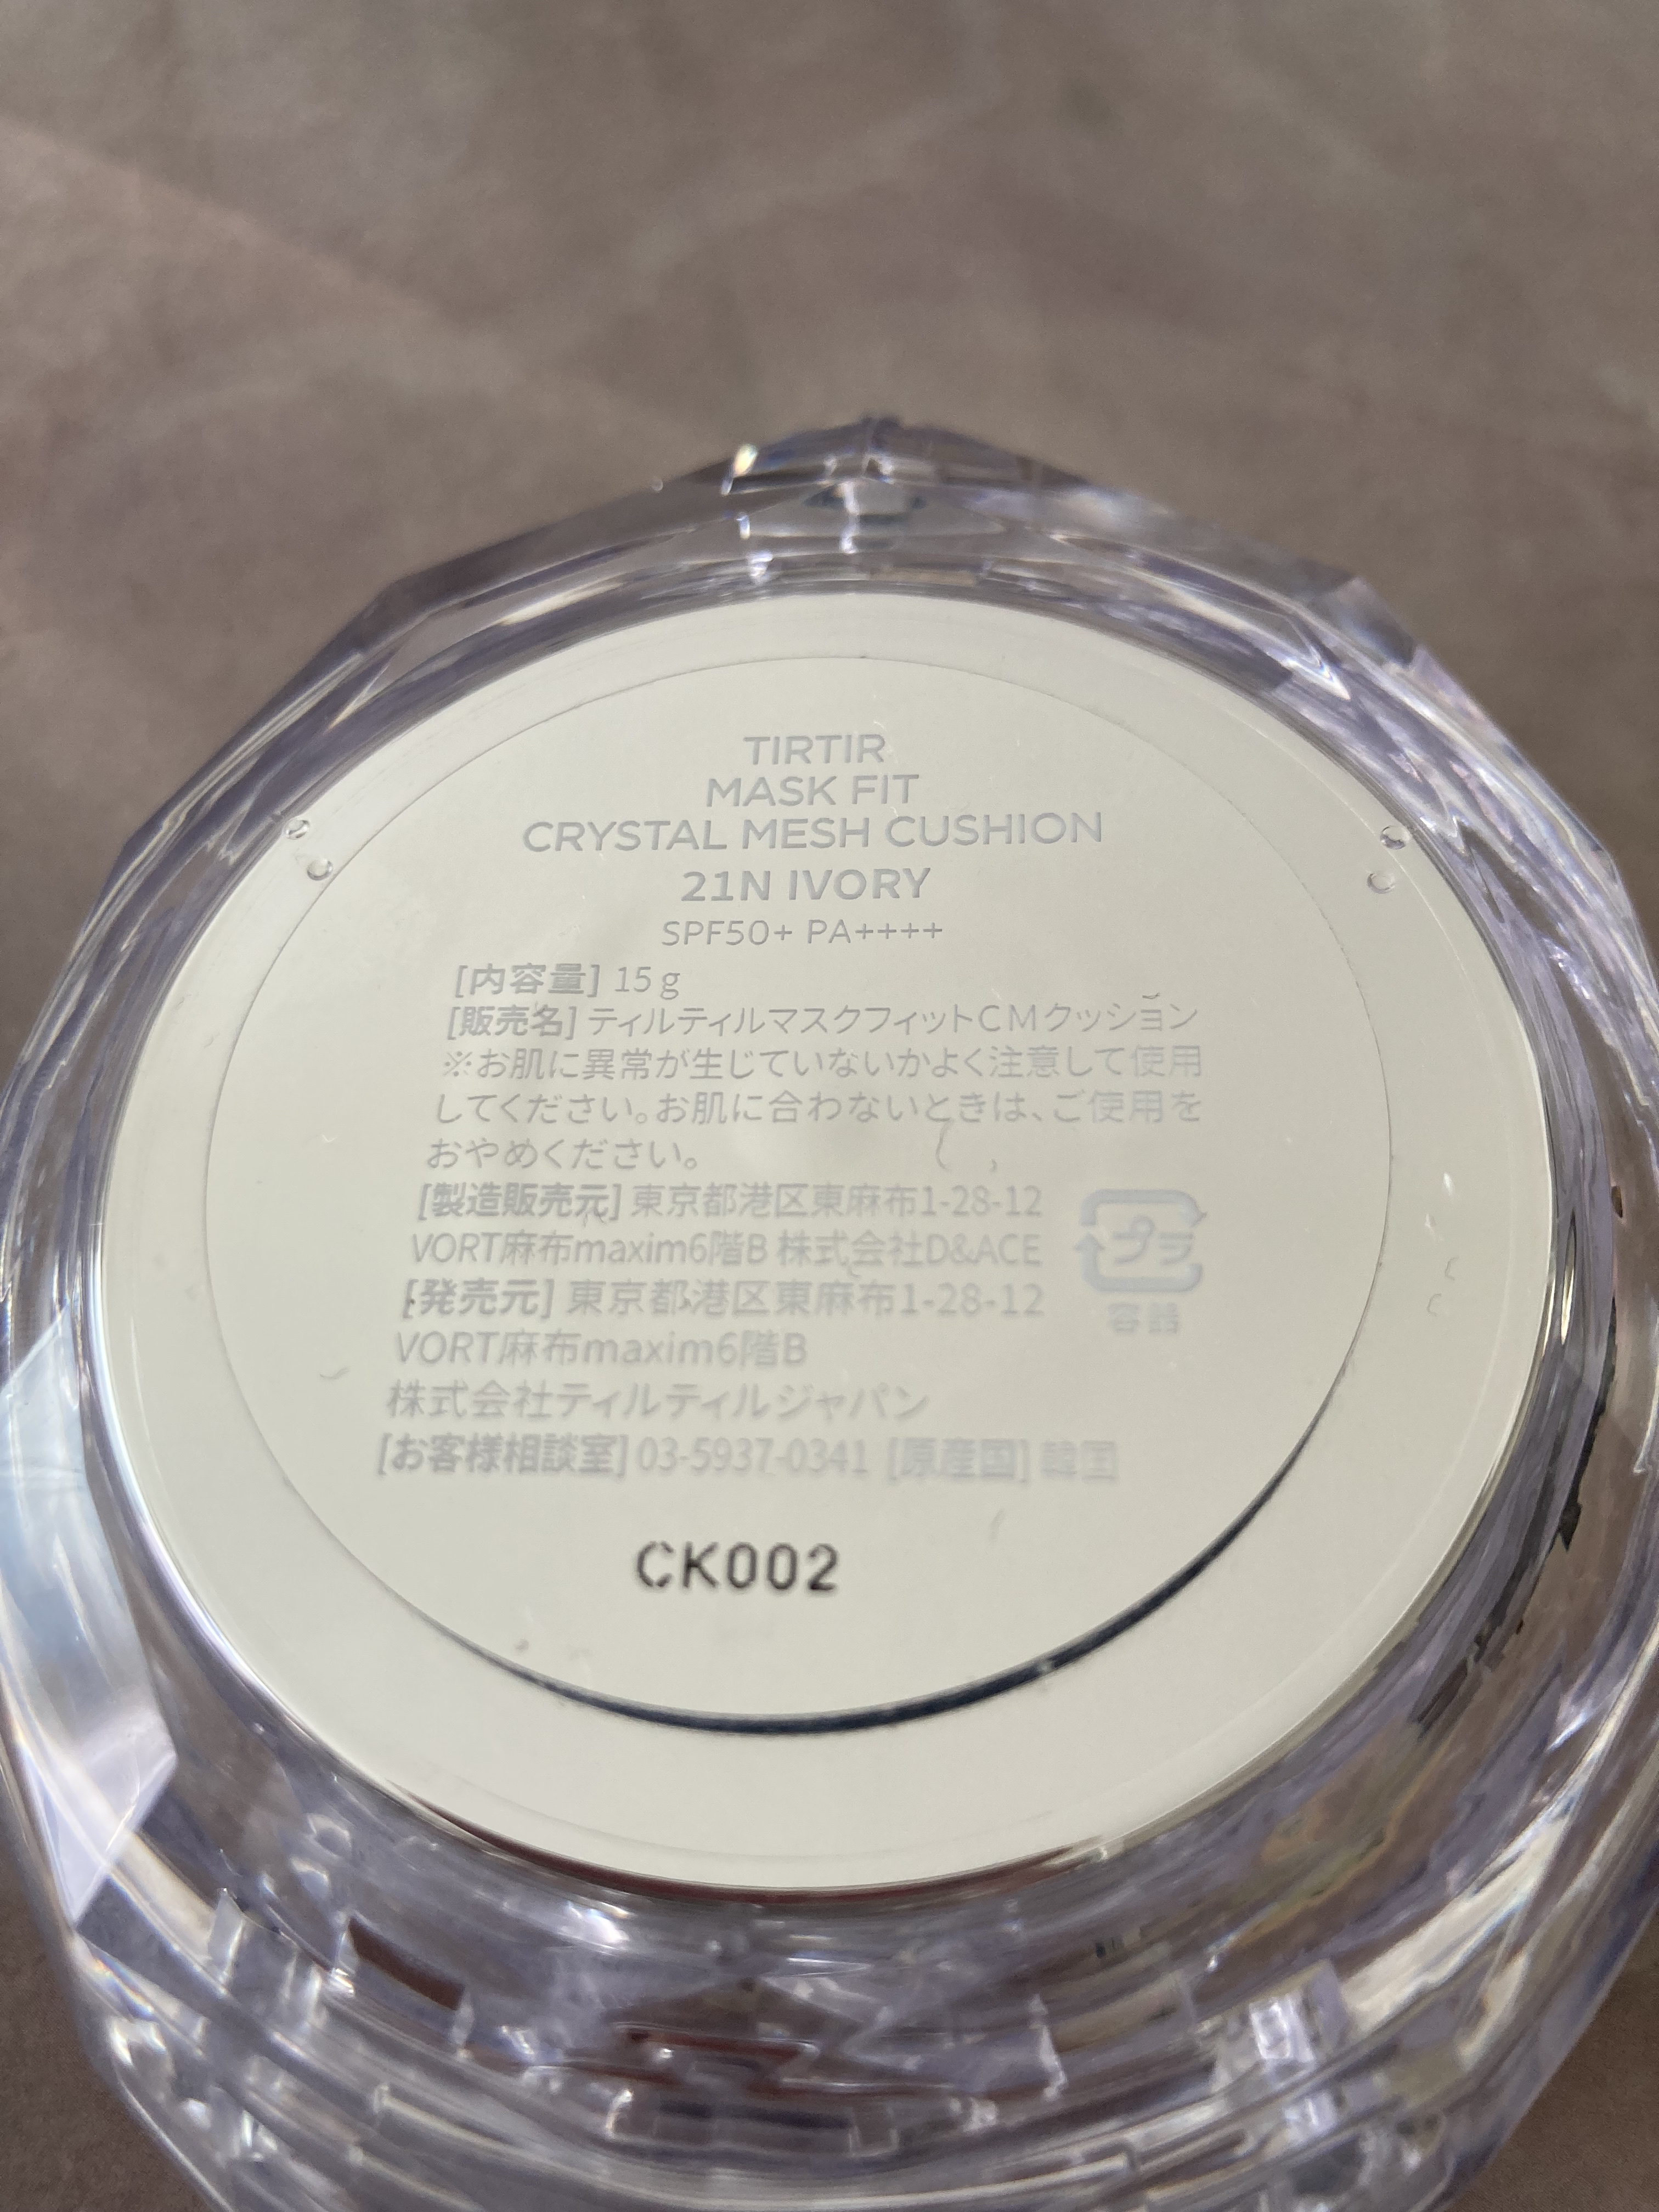 TIRTIR
MASK FIT
CRYSTAL MESH CUSHION
21N IVORY
SPF50+ PA++++
[内容量] 15g
[販売名] ティルティルマスクフィットCMクッション
※お肌に異常が生じていないかよく注意して使用
してください。お肌に合わないときは、ご使用を
おやめください。
[製造販売元] 東京都港区東麻布1-28-12
VORT麻布maxim6階B 株式会社D&ACE
[発売元] 東京都港区東麻布1-28-12
VORT麻布maxim6階B
株式会社ティルティルジャパン
[お客様相談室] 03-5937-0341 [原産国] 韓国
プラ
容器
CK002